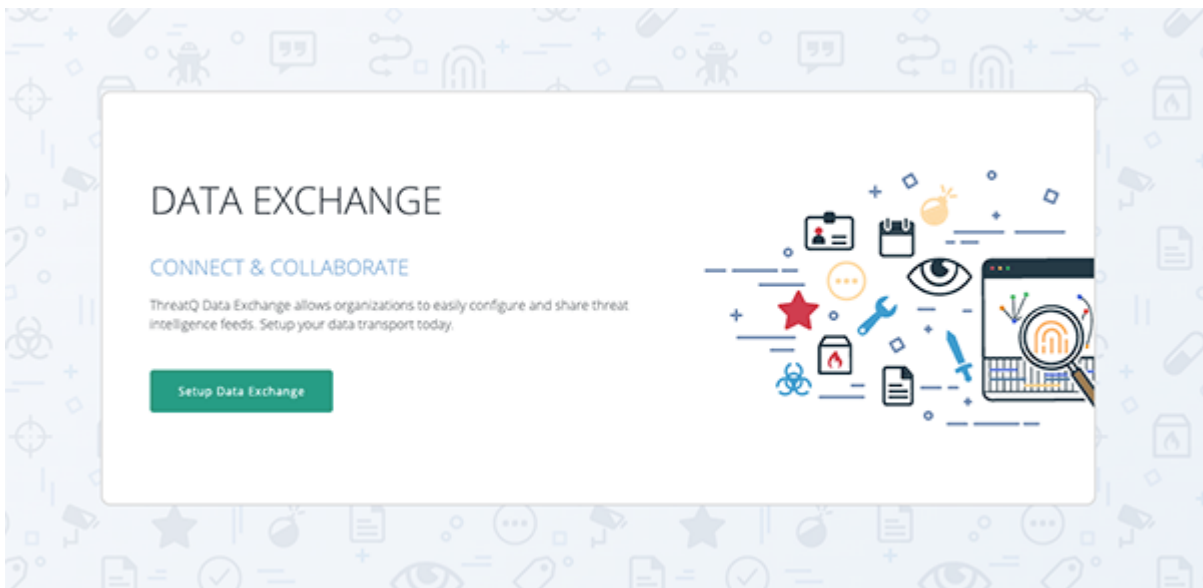 DATA EXCHANGE
CONNECT & COLLABORATE
ThreatQ Data Exchange allows organizations to easily configure and share threat
intelligence feeds. Setup your data transport today.
Setup Data Exchange